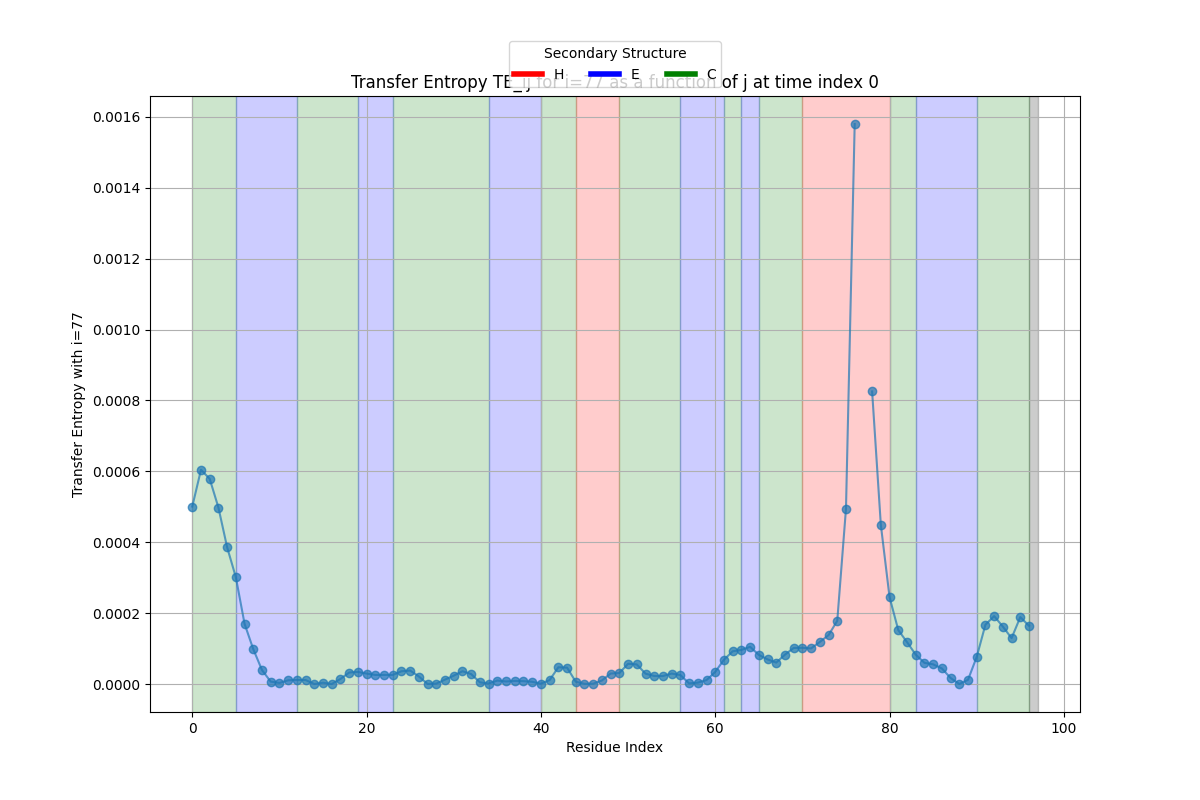 Secondary Structure
H E C
Transfer Entropy TE_ij for i=77 as a function of j at time index 0
Transfer Entropy with i=77
0.0016
0.0014
0.0012
0.0010
0.0008
0.0006
0.0004
0.0002
0.0000
0 20 40 60 80 100
Residue Index